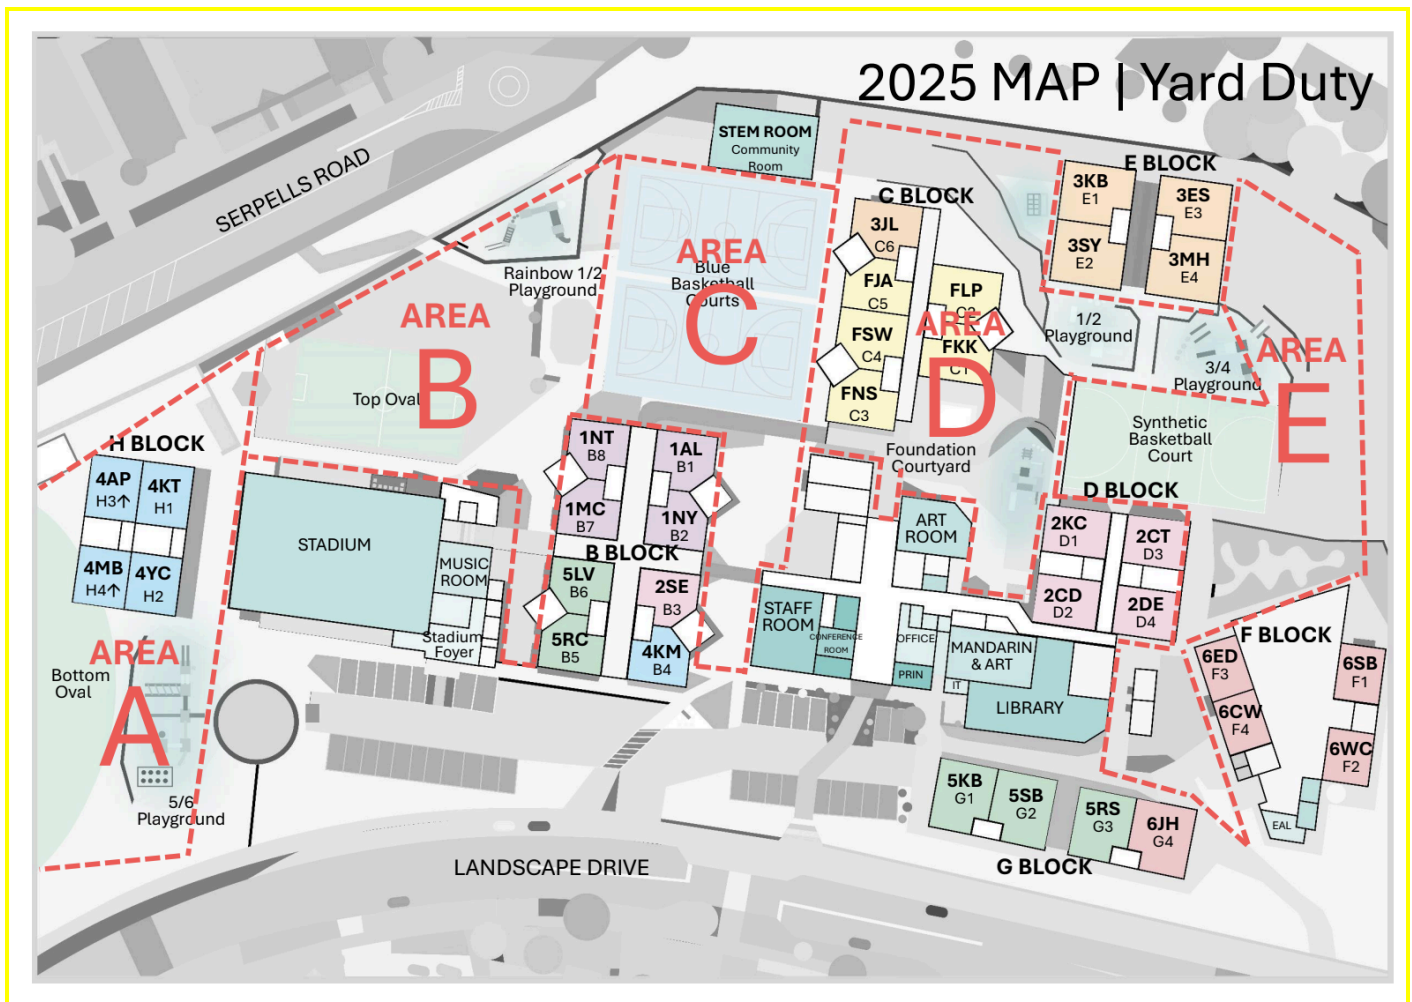 2025 MAP | Yard Duty
SERPELLS ROAD
STEM ROOM
Community
Room
E BLOCK
3KB
E1
3ES
E3
3SY
E2
3MH
E4
C BLOCK
3JL
C6
FJA
C5
FSW
C4
FNS
C3
FLP
C2
FKK
C1
AREA
C
Blue
Basketball
Courts
Rainbow 1/2
Playground
AREA
B
Top Oval
AREA
D
Foundation
Courtyard
1/2
Playground
3/4
Playground
AREA
E
Synthetic
Basketball
Court
H BLOCK
4AP
H3↑
4KT
H1
4MB
H4↑
4YC
H2
STADIUM
MUSIC
ROOM
Stadium
Foyer
1NT
B8
1AL
B1
1MC
B7
1NY
B2
B BLOCK
5LV
B6
2SE
B3
5RC
B5
4KM
B4
ART
ROOM
STAFF
ROOM
CONFERENCE
ROOM
OFFICE
PRIN
MANDARIN
& ART
IT
LIBRARY
D BLOCK
2KC
D1
2CT
D3
2CD
D2
2DE
D4
F BLOCK
6ED
F3
6SB
F1
6CW
F4
6WC
F2
EAL
AREA
A
Bottom
Oval
5/6
Playground
5KB
G1
5SB
G2
5RS
G3
6JH
G4
G BLOCK
LANDSCAPE DRIVE